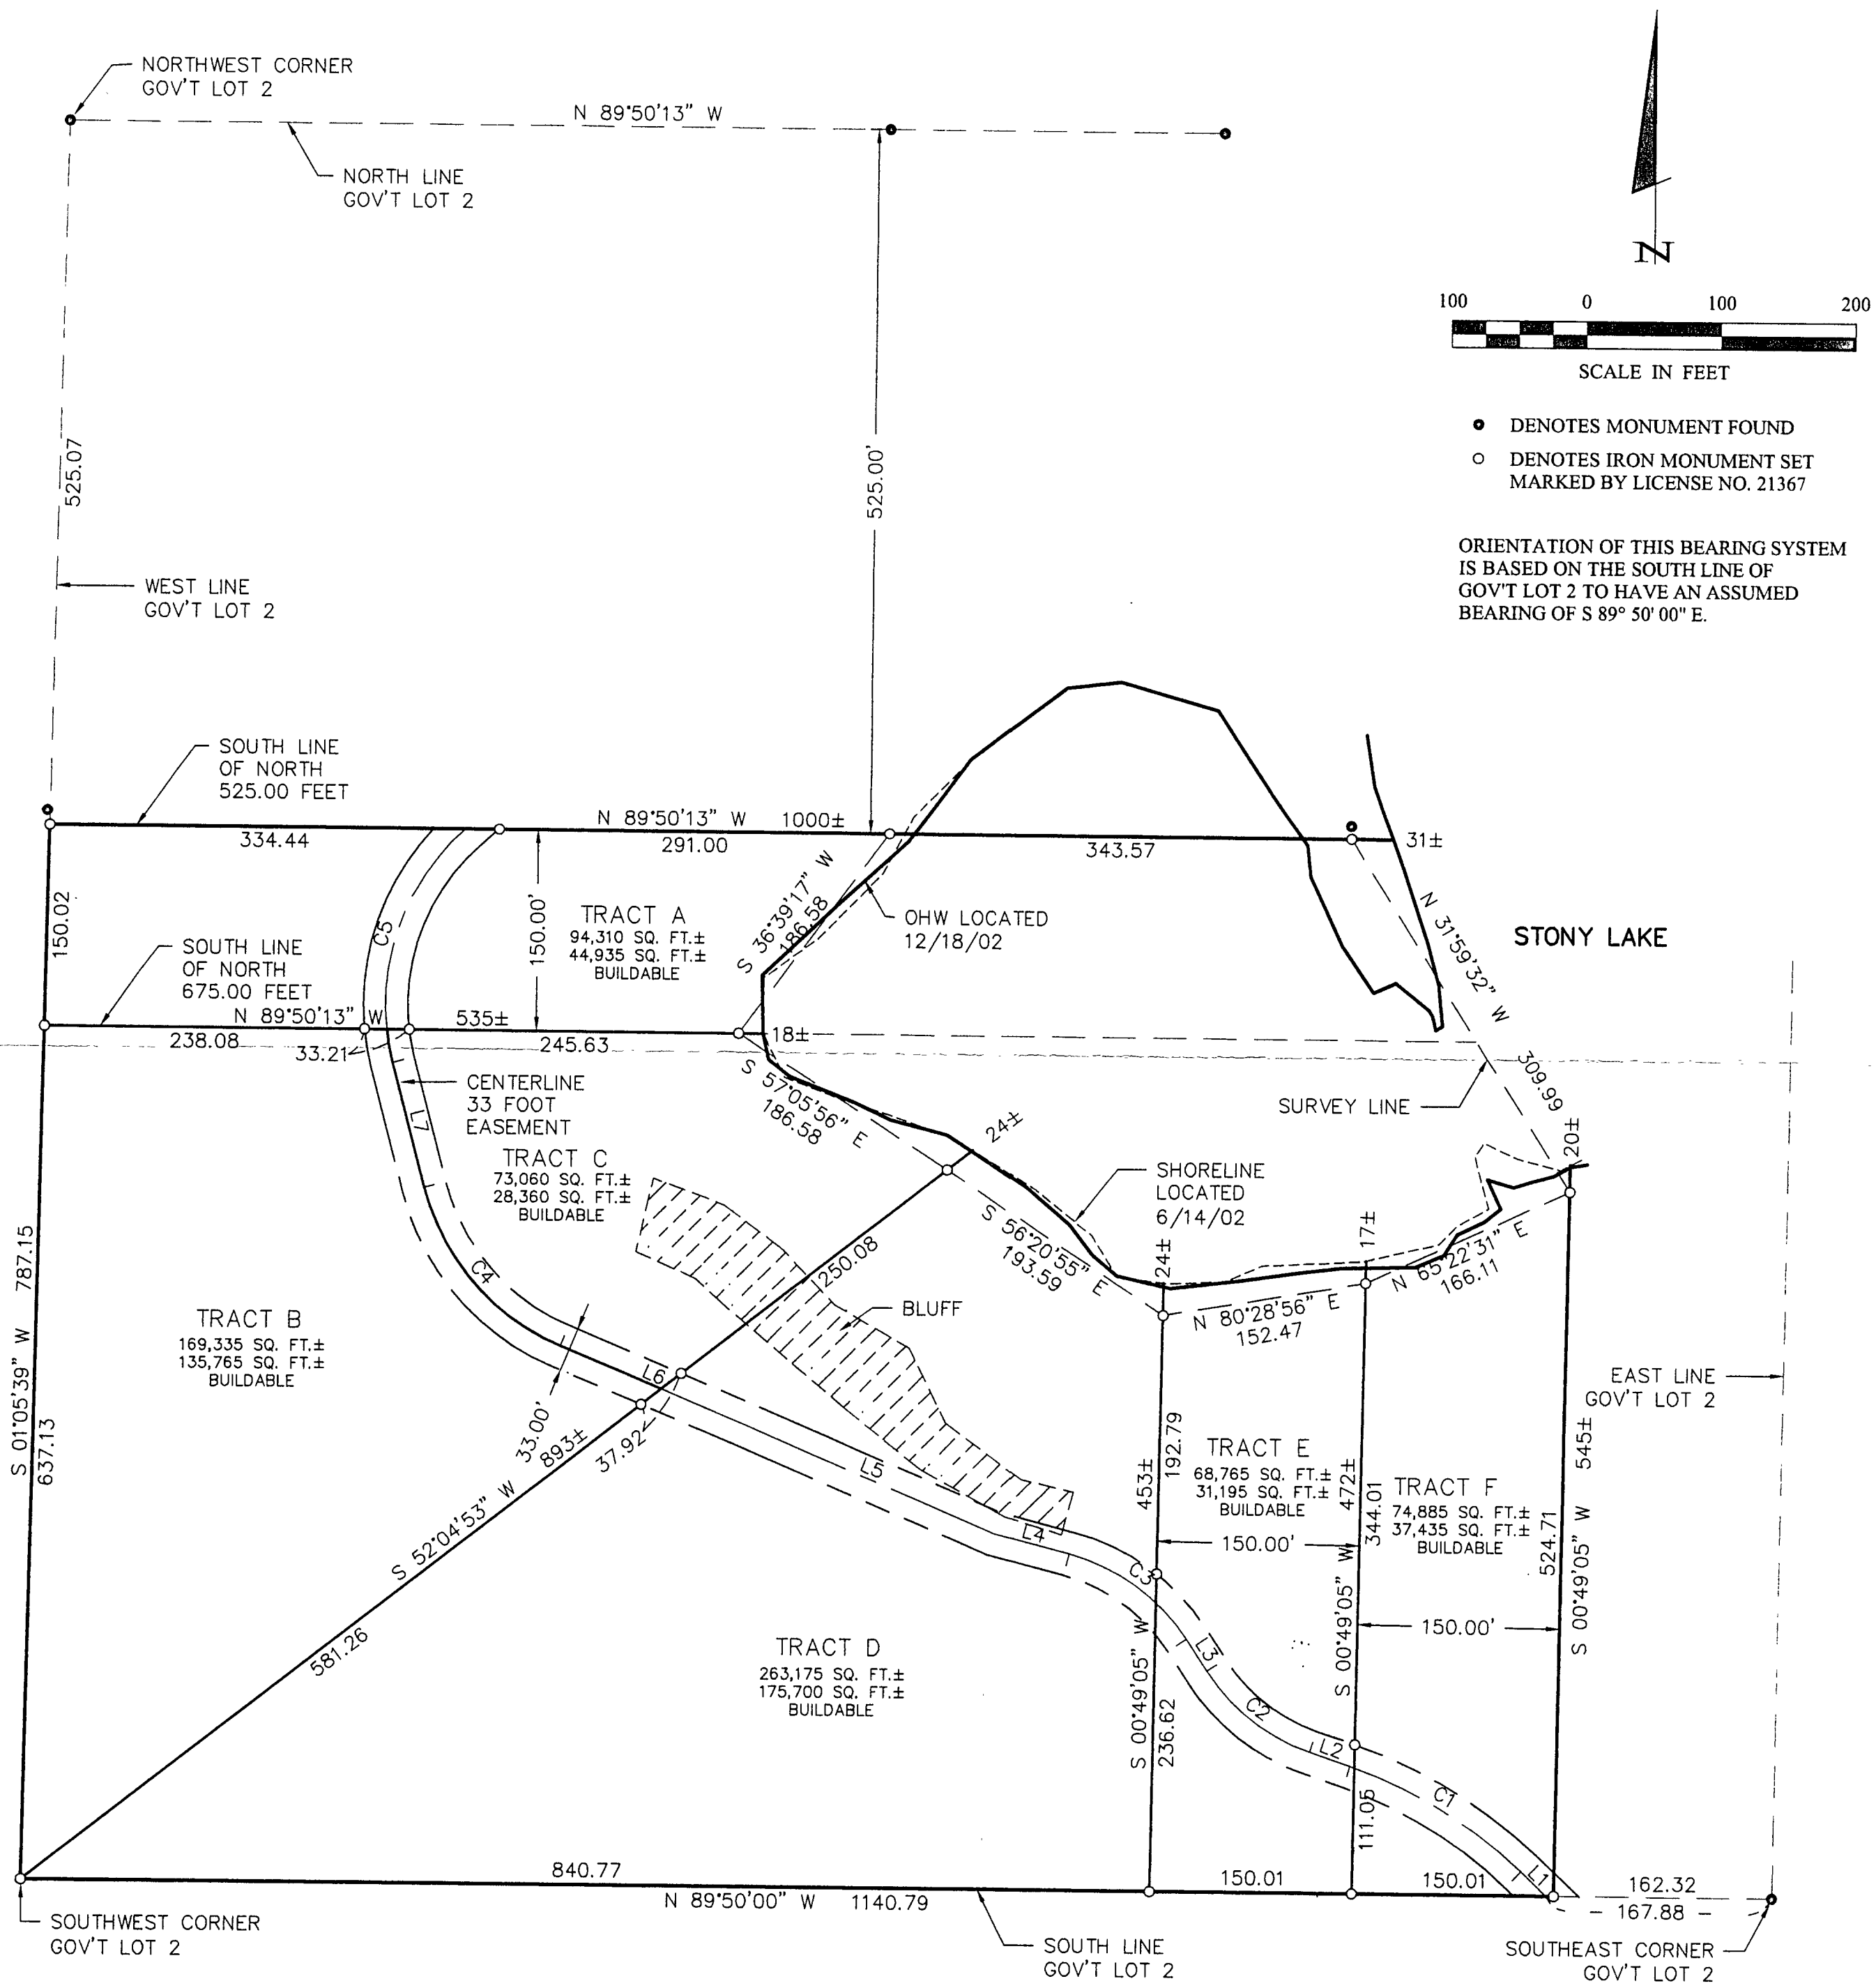 NORTHWEST CORNER
GOV'T LOT 2
N 89°50'13" W
NORTH LINE
GOV'T LOT 2
N
100 0 100 200
SCALE IN FEET
DENOTES MONUMENT FOUND
DENOTES IRON MONUMENT SET
MARKED BY LICENSE NO. 21367
ORIENTATION OF THIS BEARING SYSTEM
IS BASED ON THE SOUTH LINE OF
GOV'T LOT 2 TO HAVE AN ASSUMED
BEARING OF S 89° 50' 00" E.
525.07
525.00'
WEST LINE
GOV'T LOT 2
SOUTH LINE
OF NORTH
525.00 FEET
334.44
N 89°50'13" W 1000±
291.00
343.57
31±
150.02
C5
150.00'
TRACT A
94,310 SQ. FT.±
44,935 SQ. FT.±
BUILDABLE
S 36°39'17" W
186.58
OHW LOCATED
12/18/02
N 31°59'32" W
309.99
STONY LAKE
SOUTH LINE
OF NORTH
675.00 FEET
N 89°50'13" W
535±
238.08
33.21
245.63
18±
CENTERLINE
33 FOOT
EASEMENT
L7
S 57°05'56" E
186.58
SURVEY LINE
24±
20±
TRACT C
73,060 SQ. FT.±
28,360 SQ. FT.±
BUILDABLE
SHORELINE
LOCATED
6/14/02
S 56°20'55" E
193.59
24±
17±
N 80°28'56" E
152.47
N 65°22'31" E
166.11
C4
250.08
BLUFF
S 01°05'39" W 787.15
637.13
TRACT B
169,335 SQ. FT.±
135,765 SQ. FT.±
BUILDABLE
L6
33.00'
893±
37.92
S 52°04'53" W
581.26
L5
L4
C3
EAST LINE
GOV'T LOT 2
453±
192.79
TRACT E
68,765 SQ. FT.±
31,195 SQ. FT.±
BUILDABLE
472±
344.01
TRACT F
74,885 SQ. FT.±
37,435 SQ. FT.±
BUILDABLE
545±
524.71
S 00°49'05" W
150.00'
150.00'
TRACT D
263,175 SQ. FT.±
175,700 SQ. FT.±
BUILDABLE
S 00°49'05" W
236.62
L3
C2
L2
S 00°49'05" W
111.05
C1
L1
840.77
150.01
150.01
162.32
N 89°50'00" W 1140.79
167.88
SOUTHWEST CORNER
GOV'T LOT 2
SOUTH LINE
GOV'T LOT 2
SOUTHEAST CORNER
GOV'T LOT 2